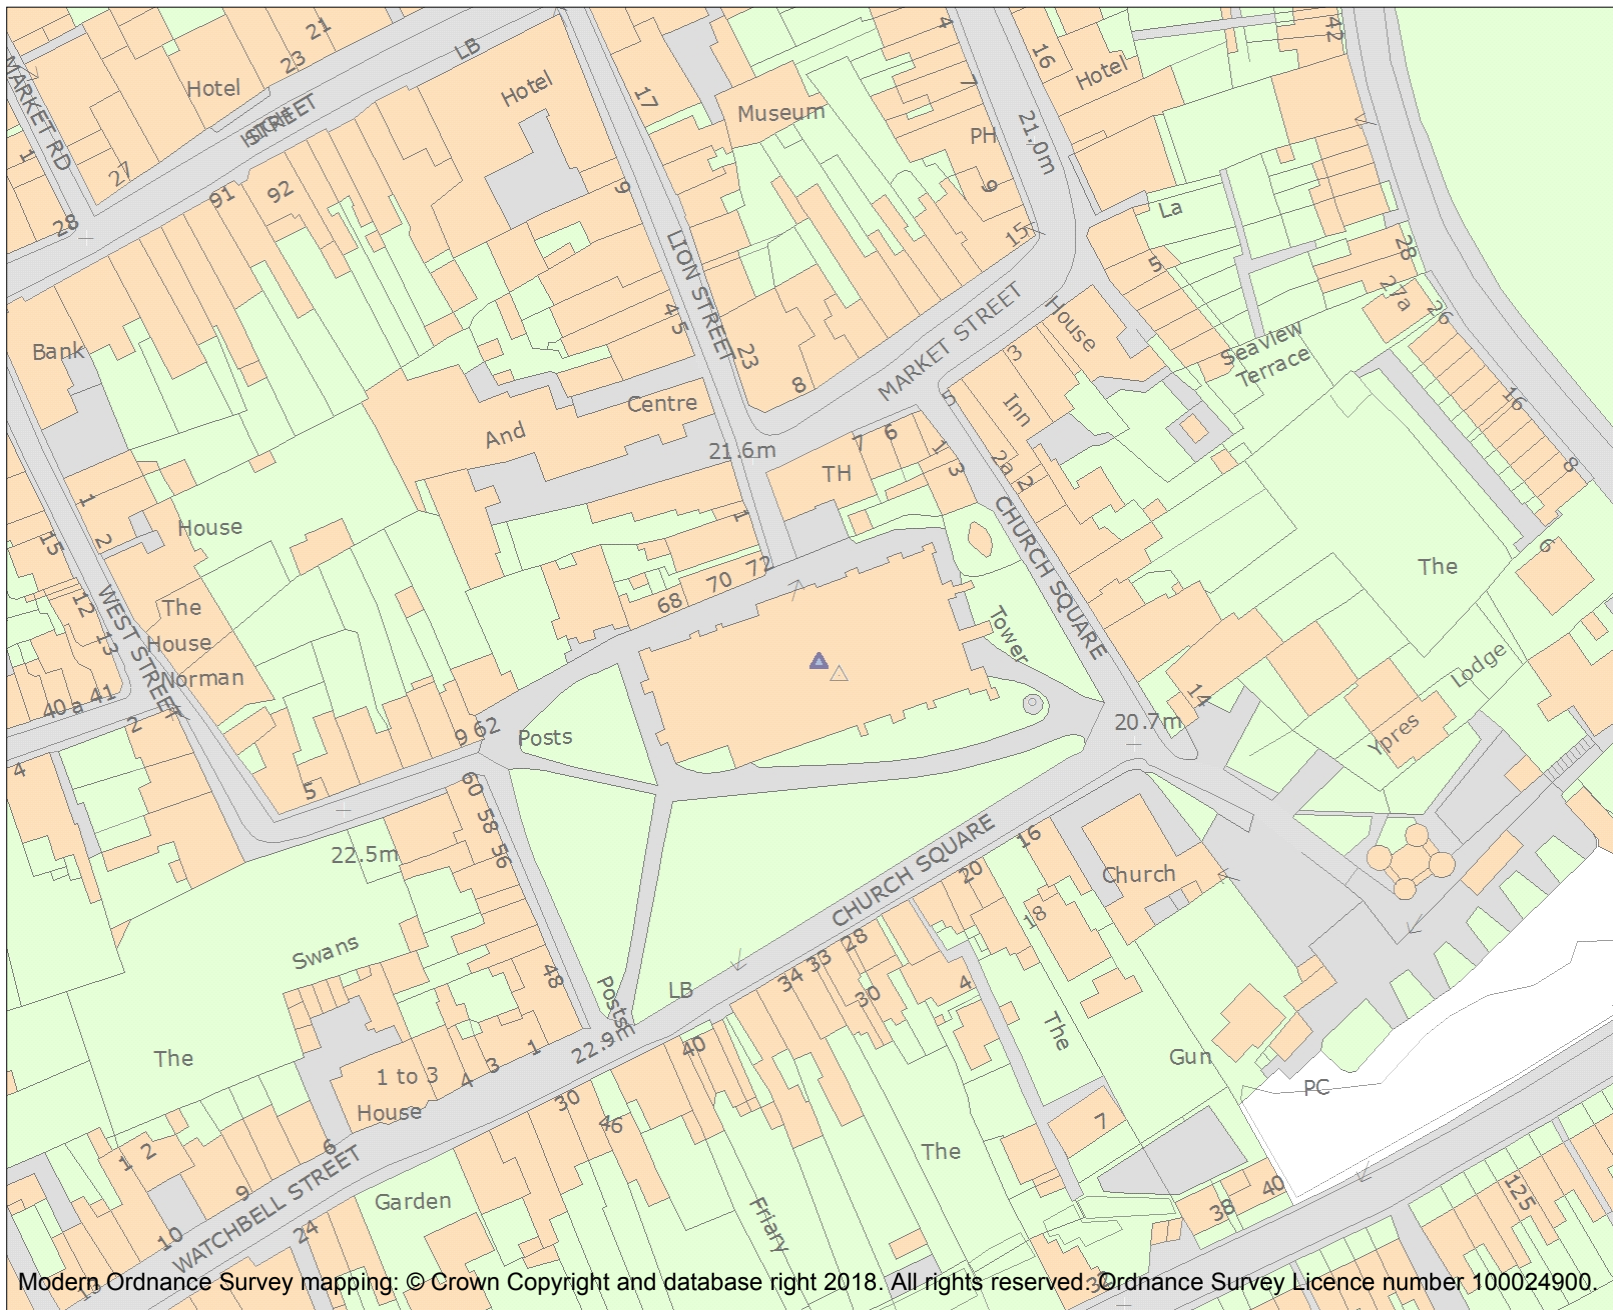 21
23
LB
Hotel
STREET
MARKET RD
1
27
28
91
92
Hotel
17
Museum
4
7
PH
9
15
16
Hotel
21.0m
42
La
5
28
27a
26
9
LION STREET
4 5
23
8
MARKET STREET
House
3
Seaview
Terrace
16
8
Bank
And
Centre
21.6m
5
Inn
7
6
1
3
TH
2a
2
1
2
House
15
1
CHURCH SQUARE
The
6
12
13
WEST STREET
The
House
Norman
68
70
72
Tower
14
Lodge
Ypres
40a
41
2
4
9
62
Posts
20.7m
5
60
58
56
22.5m
CHURCH SQUARE
16
20
18
Church
Swans
48
Posts
LB
34
33
28
30
4
The
Gun
The
1 to 3
House
4
3
1
22.9m
40
30
46
PC
1
2
6
9
10
WATCHBELL STREET
24
Garden
Friary
The
7
38
40
125
Modern Ordnance Survey mapping: © Crown Copyright and database right 2018. All rights reserved. Ordnance Survey Licence number 100024900.